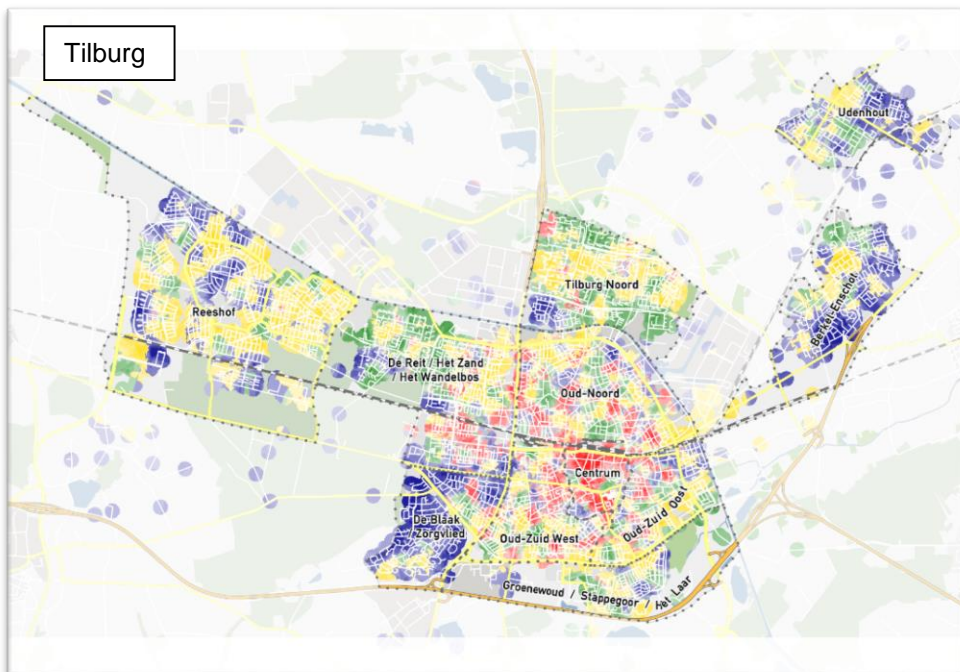 Tilburg
Udenhout
Tilburg Noord
Berkel-Enschot
Reeshof
De Reit / Het Zand
/ Het Wandelbos
Oud-Noord
Centrum
De Blaak
/ Zorgvlied
Oud-Zuid West
Oud-Zuid Oost
Groenewoud / Stappegoor / Het Laar